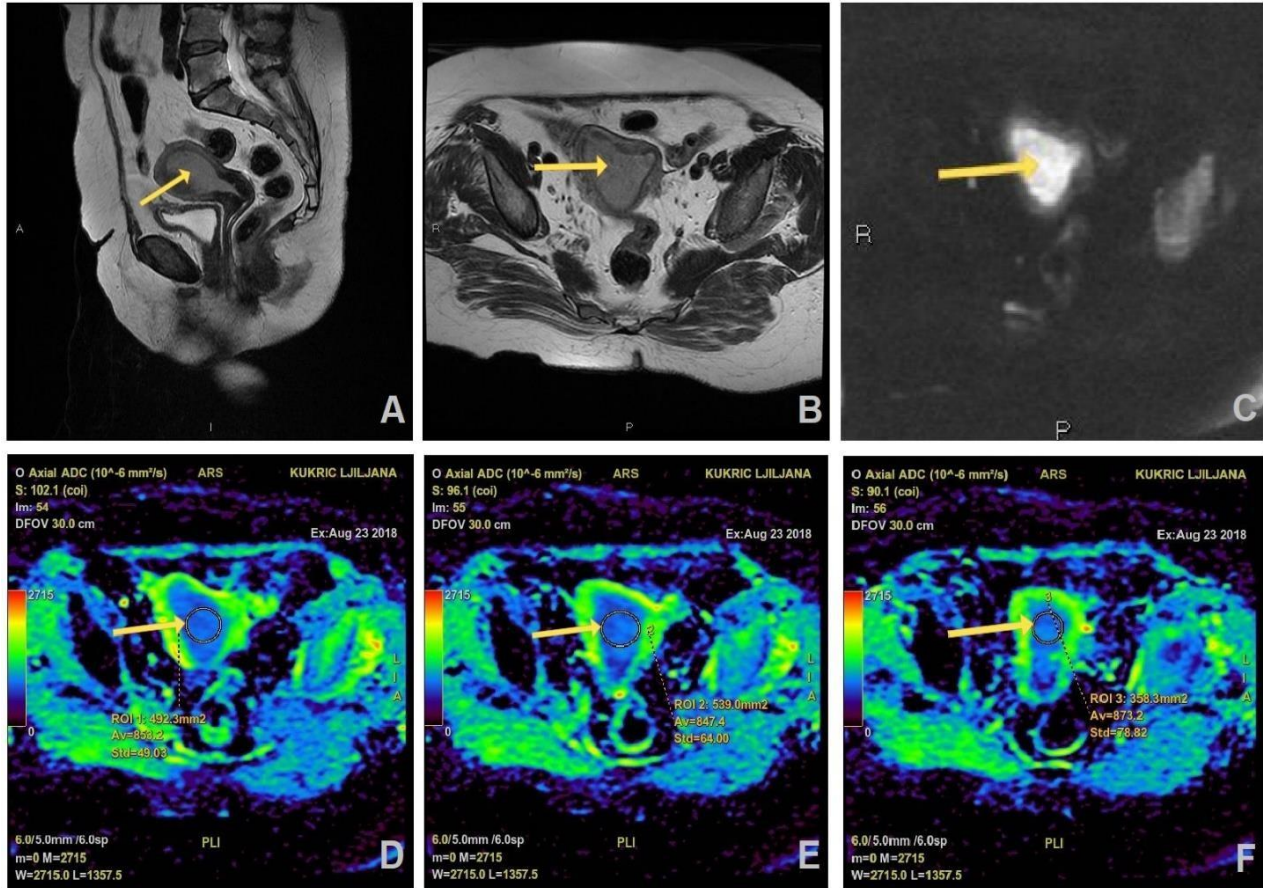 A
I
A
R
P
B
R
P
C
O Axial ADC (10^-6 mm²/s) ARS KUKRIC LJILJANA
S: 102.1 (coi)
Im: 54
DFOV 30.0 cm
Ex:Aug 23 2018
2715
0
L
I
A
ROI 1: 492.3mm2
Av=853.2
Std=49.03
6.0/5.0mm /6.0sp
m=0 M=2715
W=2715.0 L=1357.5
PLI
D
O Axial ADC (10^-6 mm²/s) ARS KUKRIC LJILJANA
S: 96.1 (coi)
Im: 55
DFOV 30.0 cm
Ex:Aug 23 2018
2715
0
2
L
I
A
ROI 2: 539.0mm2
Av=847.4
Std=64.00
6.0/5.0mm /6.0sp
m=0 M=2715
W=2715.0 L=1357.5
PLI
E
O Axial ADC (10^-6 mm²/s) ARS KUKRIC LJILJANA
S: 90.1 (coi)
Im: 56
DFOV 30.0 cm
Ex:Aug 23 2018
2715
0
3
L
I
A
ROI 3: 358.3mm2
Av=873.2
Std=78.82
6.0/5.0mm /6.0sp
m=0 M=2715
W=2715.0 L=1357.5
PLI
F